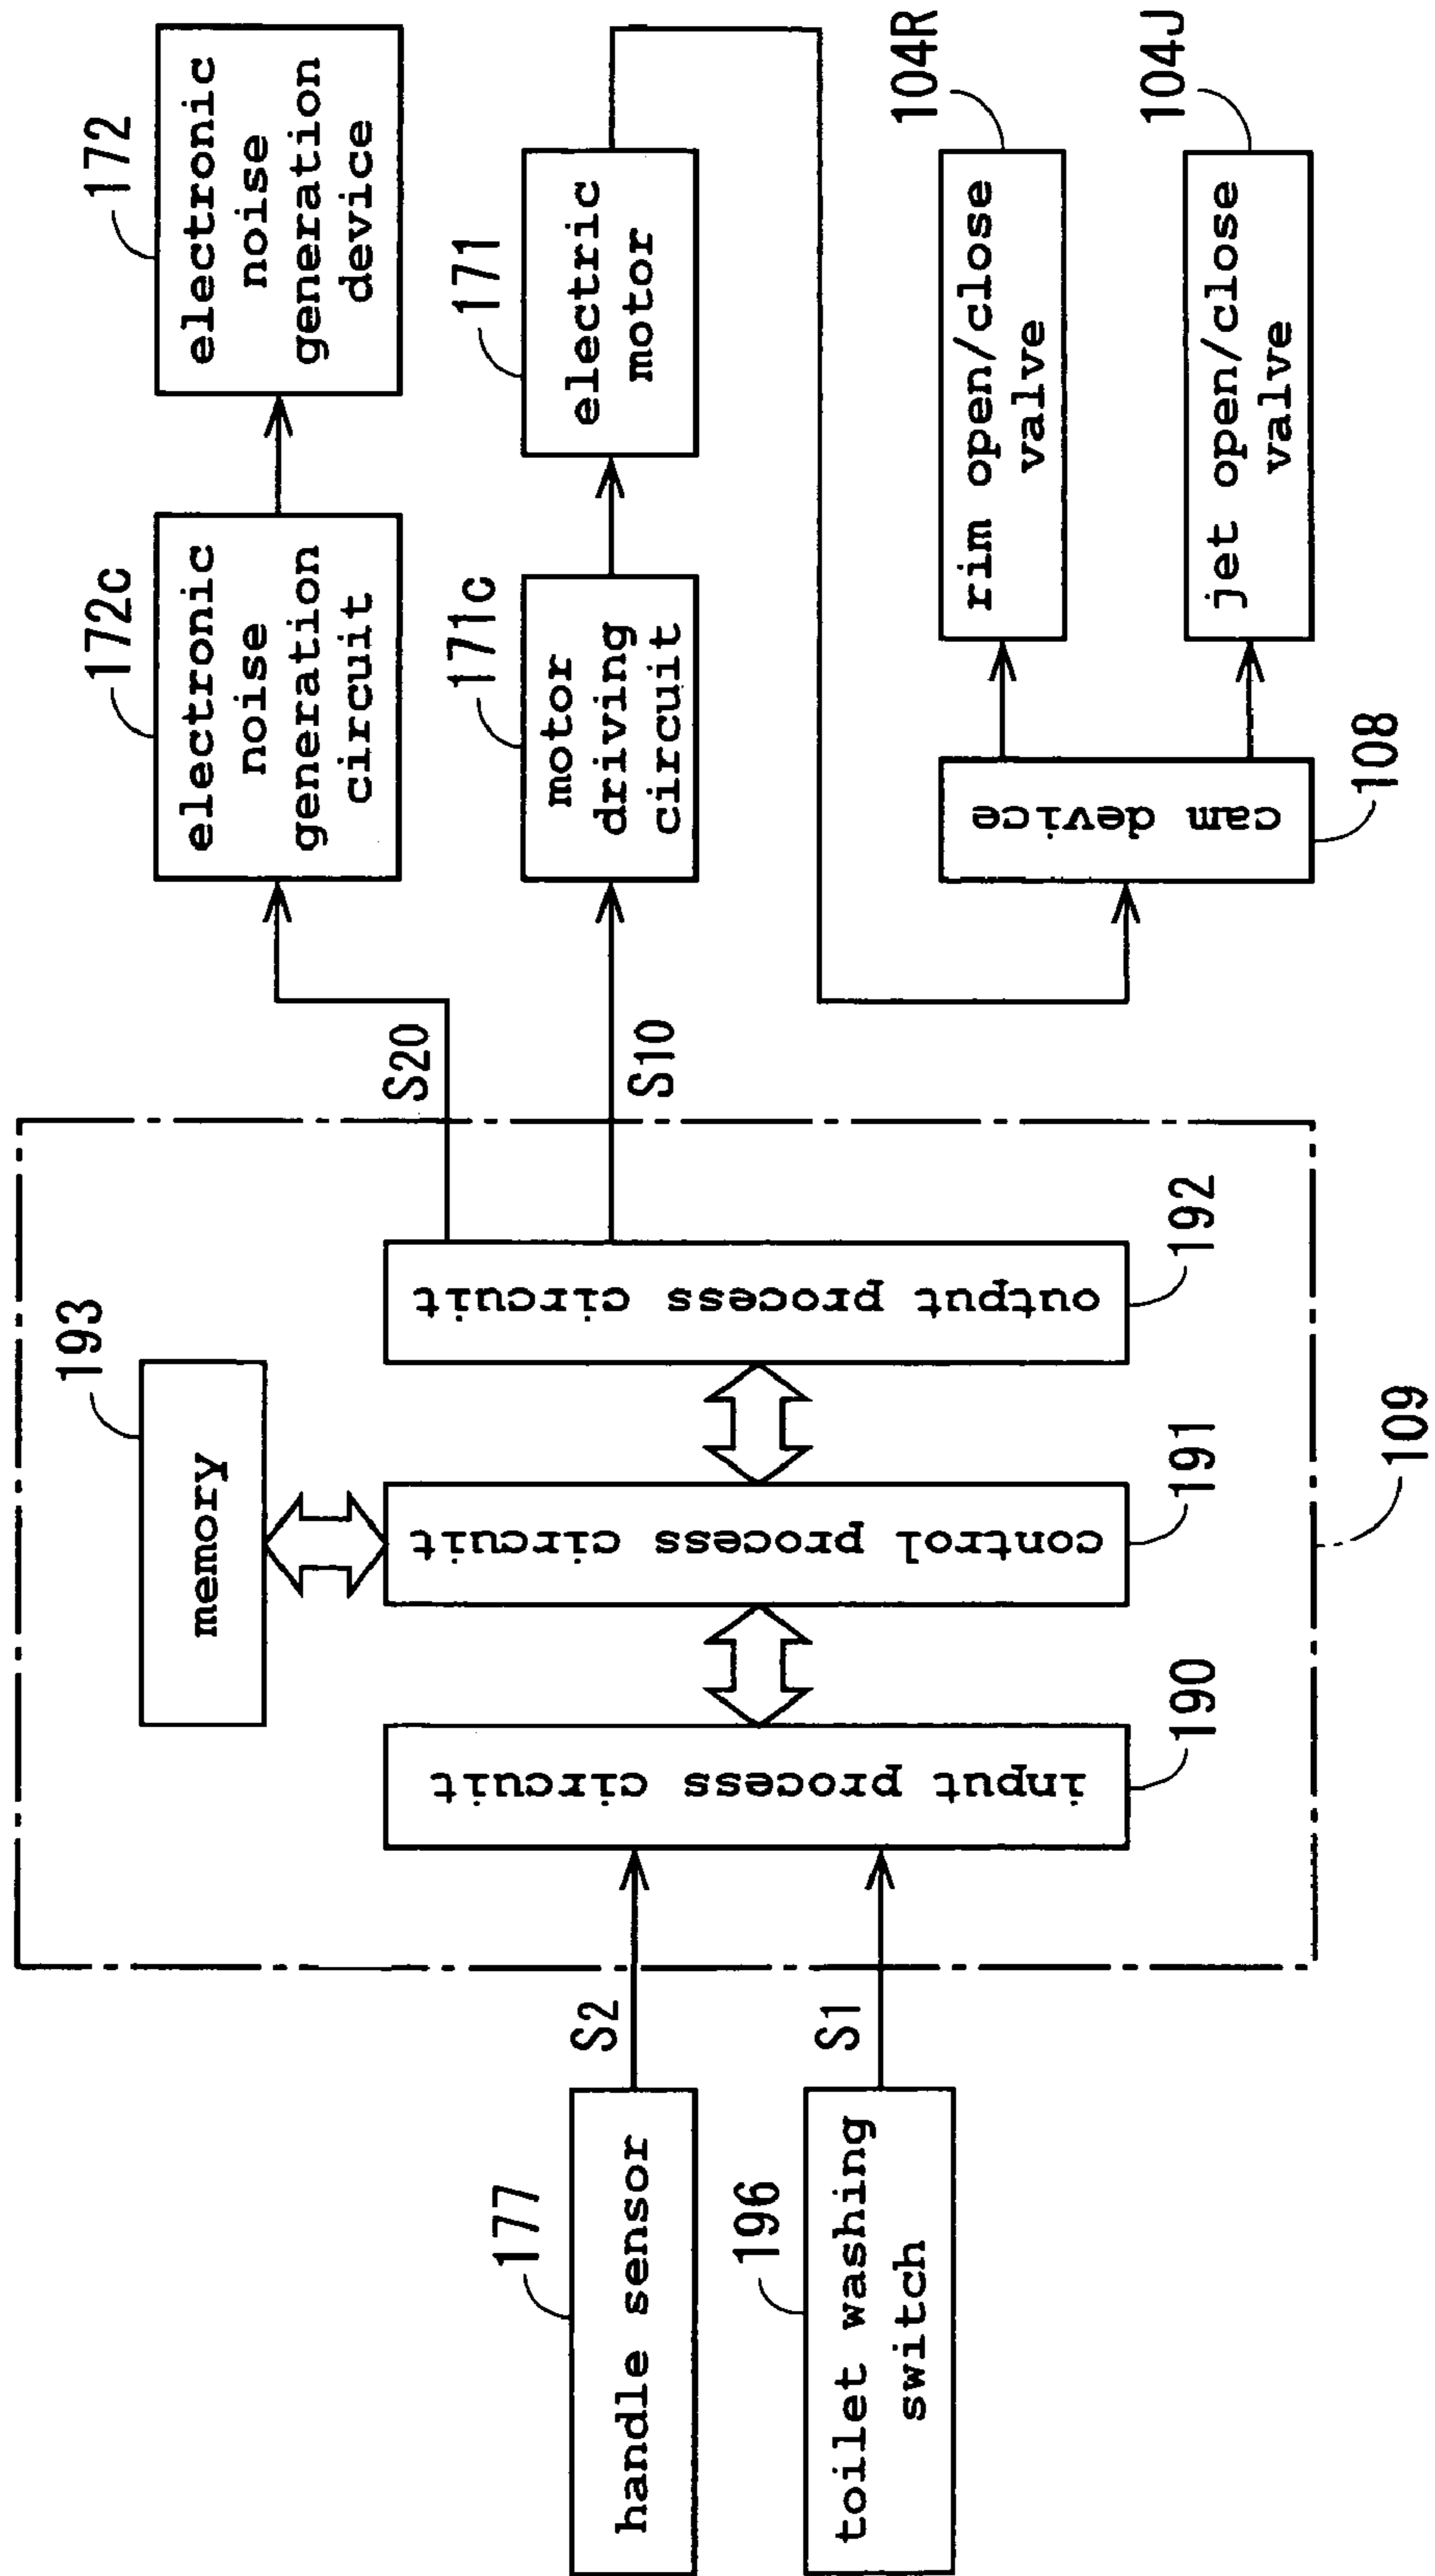 177
handle sensor
196
toilet washing
switch
S2
S1
109
193
memory
input process circuit
190
control process circuit
191
output process circuit
192
S20
S10
172c
electronic
noise
generation
circuit
172
electronic
noise
generation
device
171c
motor
driving
circuit
171
electric
motor
cam device
108
104R
rim open/close
valve
104J
jet open/close
valve